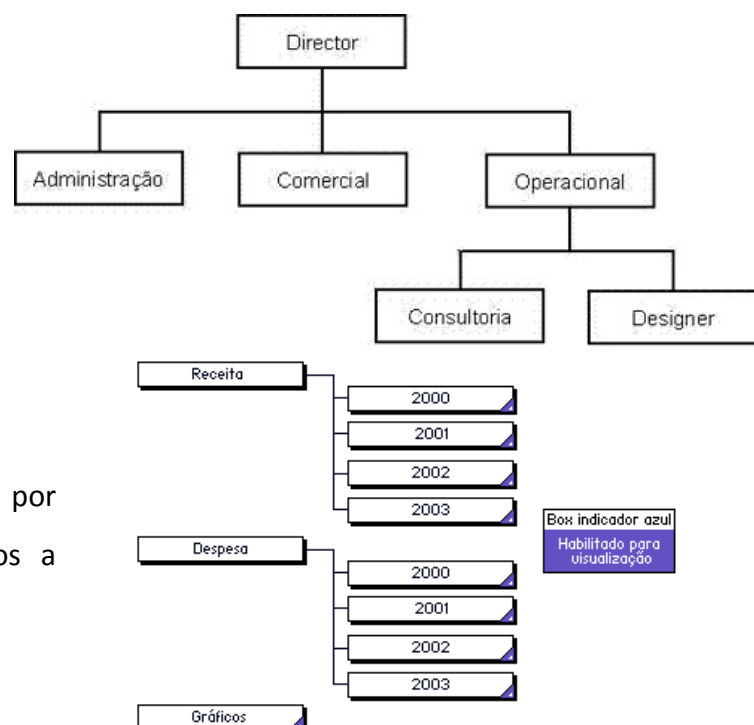 Director
Administração
Comercial
Operacional
Consultoria
Designer
Receita
2000
2001
2002
2003
por
os a
Box indicador azul
Habilitado para
visualização
Despesa
2000
2001
2002
2003
Gráficos